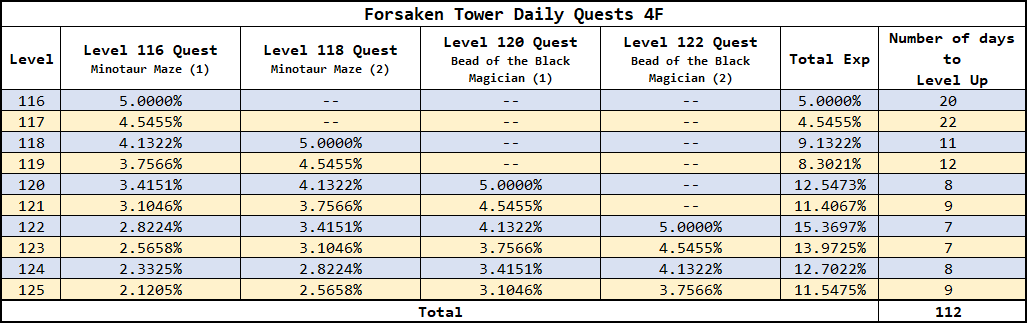 Forsaken Tower Daily Quests 4F
Level | Level 116 Quest Minotaur Maze (1) | Level 118 Quest Minotaur Maze (2) | Level 120 Quest Bead of the Black Magician (1) | Level 122 Quest Bead of the Black Magician (2) | Total Exp | Number of days to Level Up
116 | 5.0000% | -- | -- | -- | 5.0000% | 20
117 | 4.5455% | -- | -- | -- | 4.5455% | 22
118 | 4.1322% | 5.0000% | -- | -- | 9.1322% | 11
119 | 3.7566% | 4.5455% | -- | -- | 8.3021% | 12
120 | 3.4151% | 4.1322% | 5.0000% | -- | 12.5473% | 8
121 | 3.1046% | 3.7566% | 4.5455% | -- | 11.4067% | 9
122 | 2.8224% | 3.4151% | 4.1322% | 5.0000% | 15.3697% | 7
123 | 2.5658% | 3.1046% | 3.7566% | 4.5455% | 13.9725% | 7
124 | 2.3325% | 2.8224% | 3.4151% | 4.1322% | 12.7022% | 8
125 | 2.1205% | 2.5658% | 3.1046% | 3.7566% | 11.5475% | 9
Total | 112